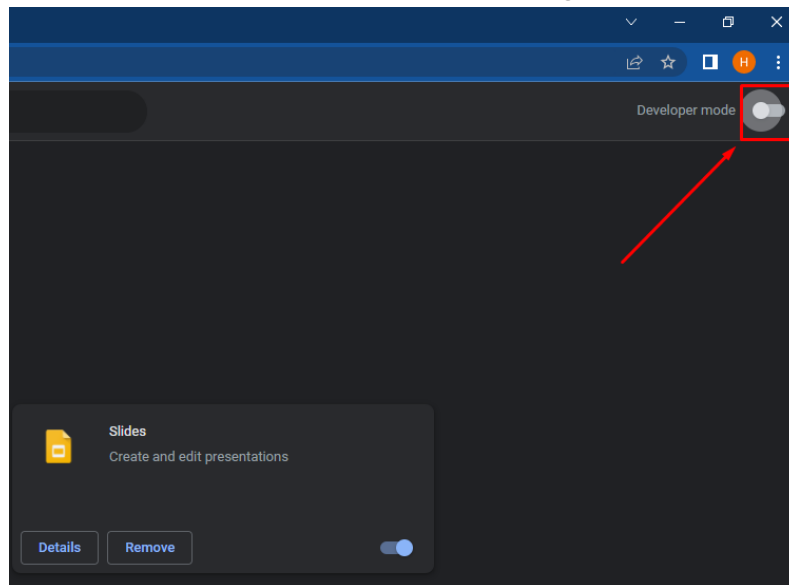 H
Developer mode
Slides
Create and edit presentations
Details
Remove